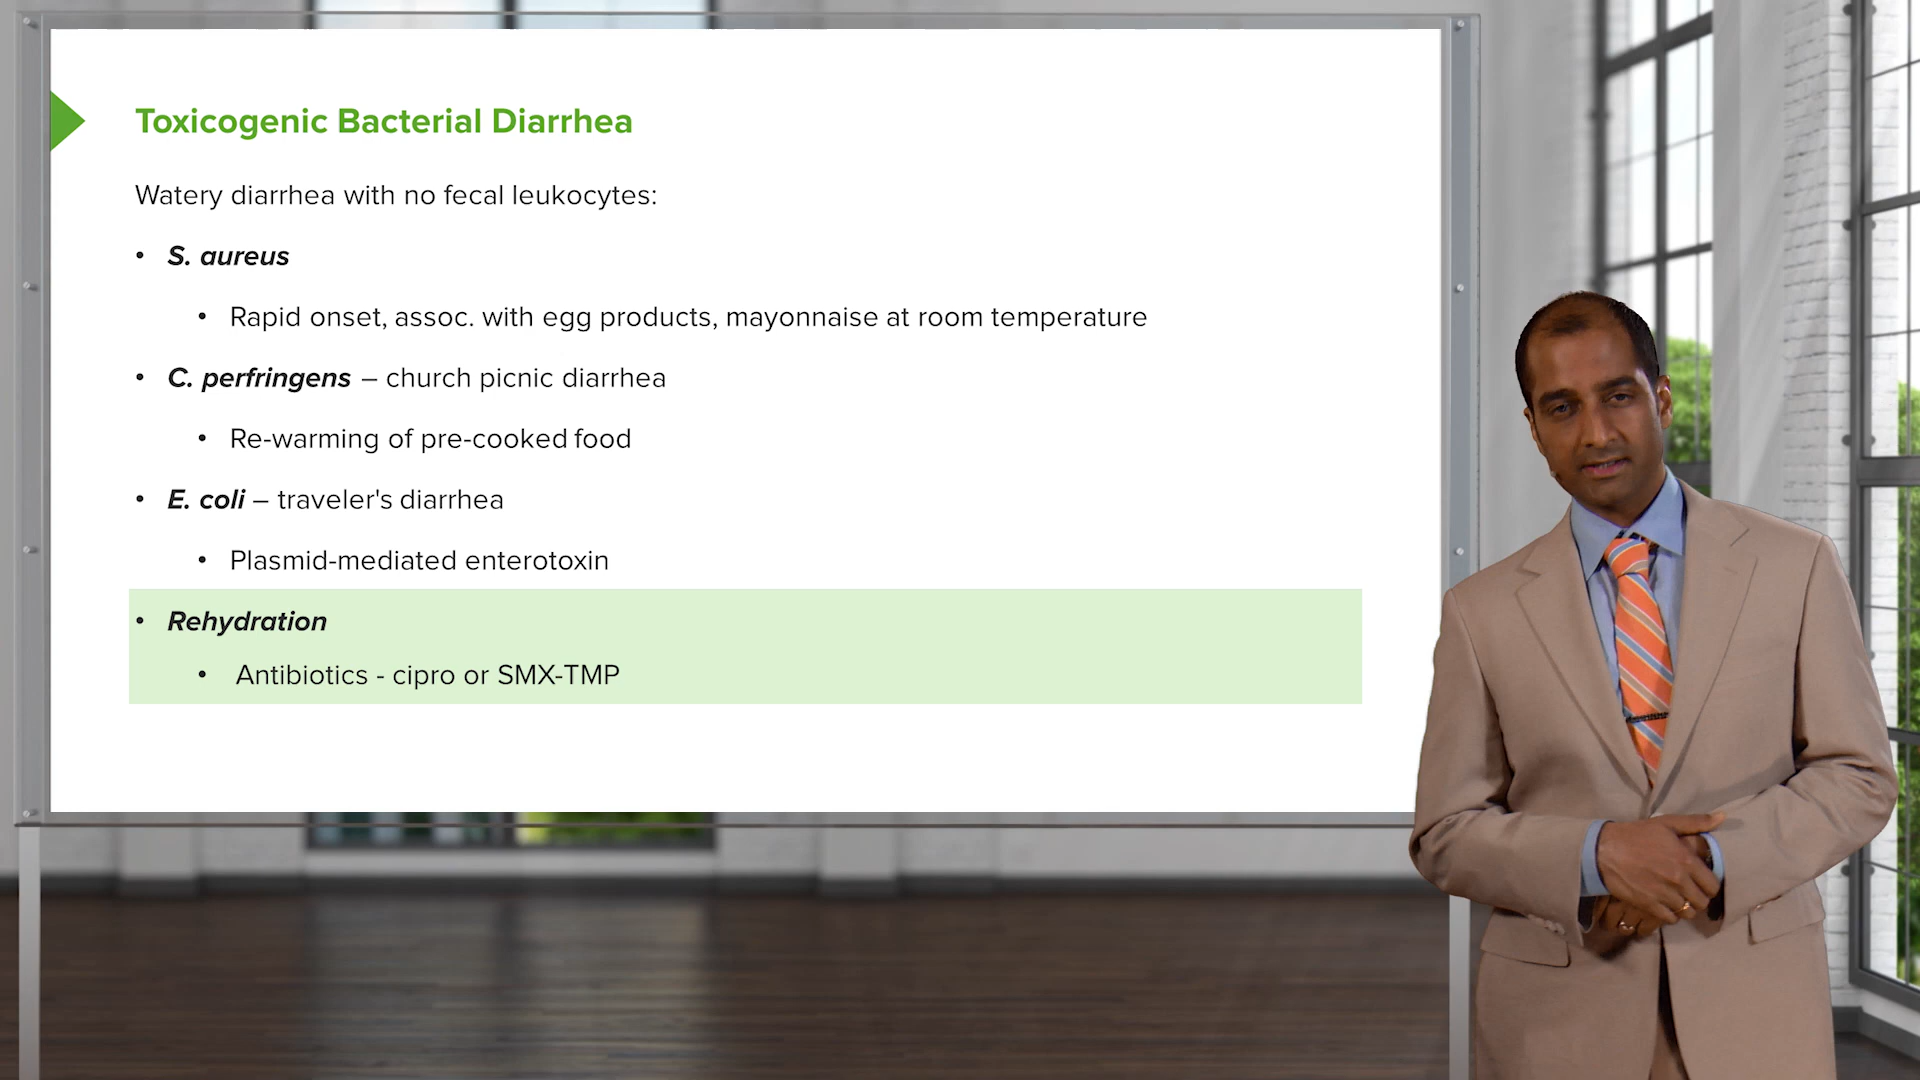 Toxicogenic Bacterial Diarrhea
Watery diarrhea with no fecal leukocytes:
• S. aureus
• Rapid onset, assoc. with egg products, mayonnaise at room temperature
• C. perfringens – church picnic diarrhea
• Re-warming of pre-cooked food
• E. coli – traveler's diarrhea
• Plasmid-mediated enterotoxin
• Rehydration
• Antibiotics - cipro or SMX-TMP